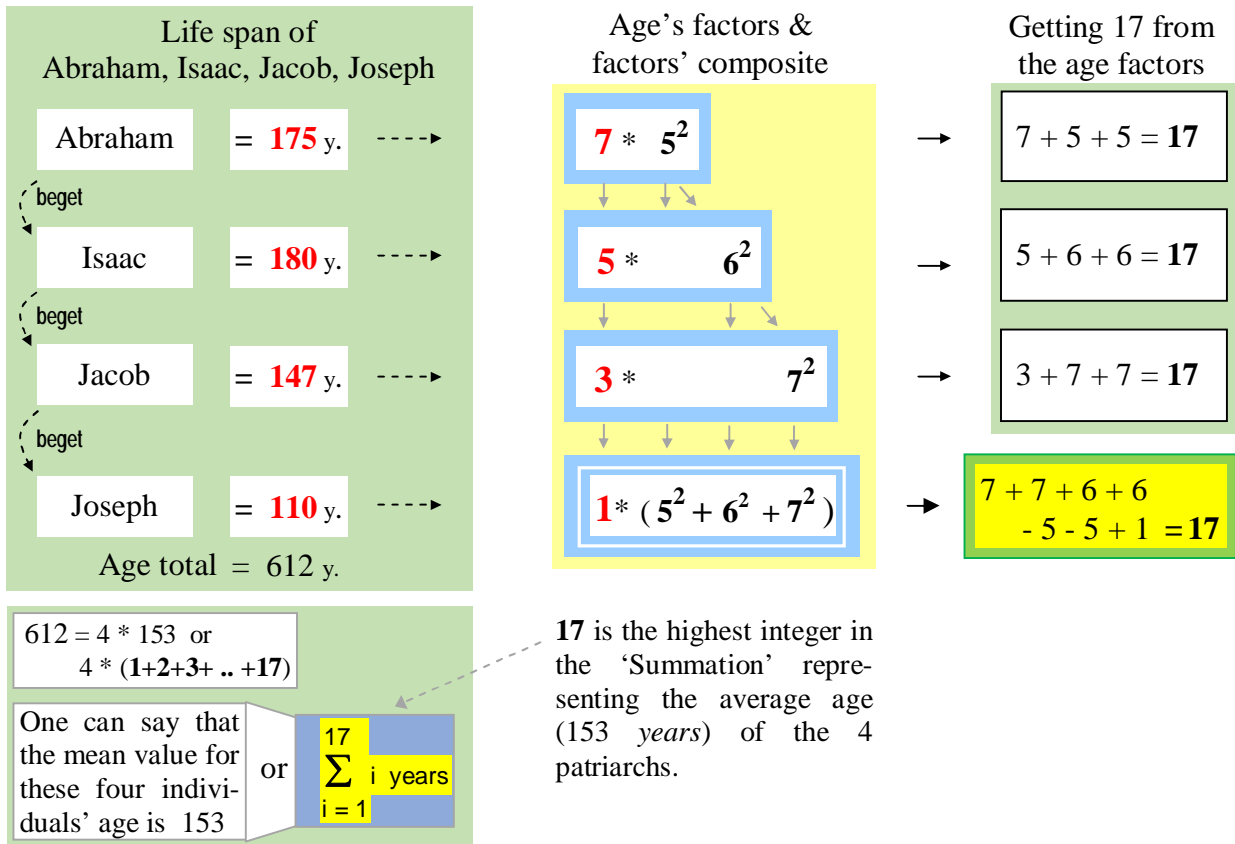 Life span of
Abraham, Isaac, Jacob, Joseph
Age's factors &
factors' composite
Getting 17 from
the age factors
Abraham = 175 y. 7 * 5² 7 + 5 + 5 = 17
beget
Isaac = 180 y. 5 * 6² 5 + 6 + 6 = 17
beget
Jacob = 147 y. 3 * 7² 3 + 7 + 7 = 17
beget
Joseph = 110 y. 1* ( 5² + 6² + 7² )
7 + 7 + 6 + 6
- 5 - 5 + 1 = 17
Age total = 612 y.
612 = 4 * 153 or
4 * (1+2+3+ .. +17)
One can say that
the mean value for
these four indivi-
duals' age is 153
or
17
Σ i years
i = 1
17 is the highest integer in
the 'Summation' repre-
senting the average age
(153 years) of the 4
patriarchs.